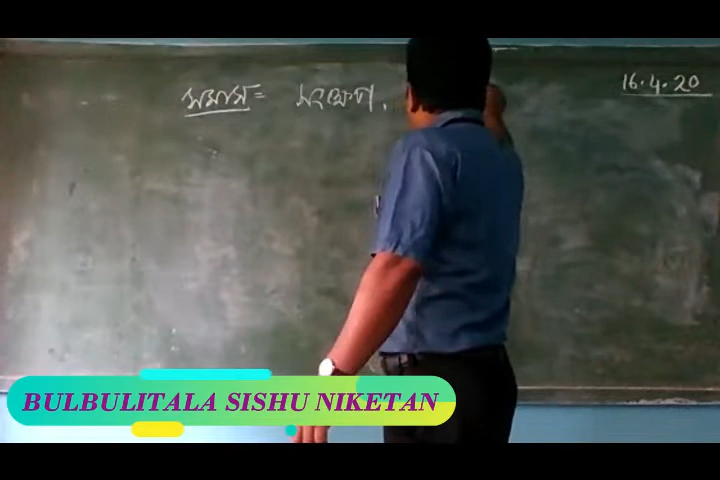 সমাস = সংক্ষেপ,
16.4.20
BULBULITALA SISHU NIKETAN